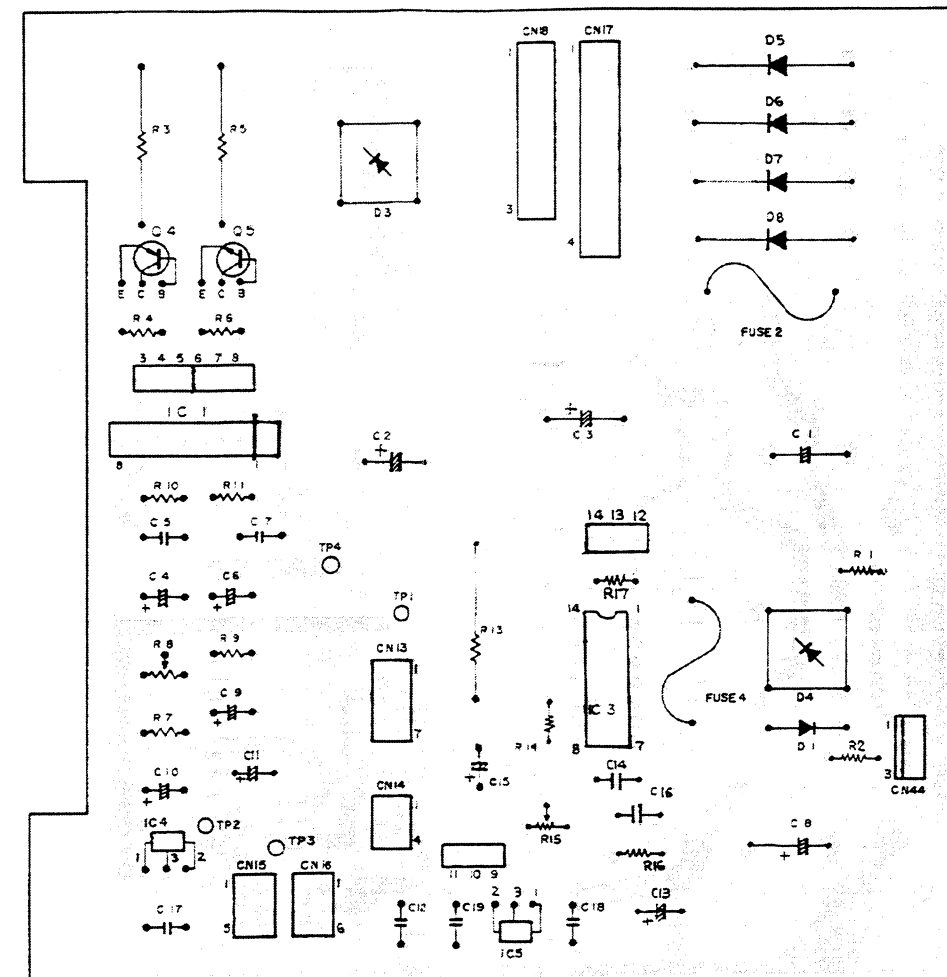 CN18 CN17
1 1
D5
D6
R3 R5
D7
3 D3
D8
4
Q4 Q5
E C B E C B
R4 R6
FUSE 2
3 4 5 6 7 8
IC 1
+
C3
C2
+
C1
8 1
R10 R11
C5 C7
14 13 12
TP4
R1
C4 C6
R17
+ +
TP1
14 1
R8 R9
R13
CN13
1
C9
IC3
FUSE 4 D4
+
R7
1
7
R14
8 7
D1
R2
C11
C14
3
C10
+
+
C15
CN44
CN14
1
+
C16
IC4
TP2
4
R15
C8
+
1 3 2
TP3
R16
CN15 CN16
11 10 9
1 1
2 3 1
C13
C17
C12 C19 C18
+
5 6
IC5